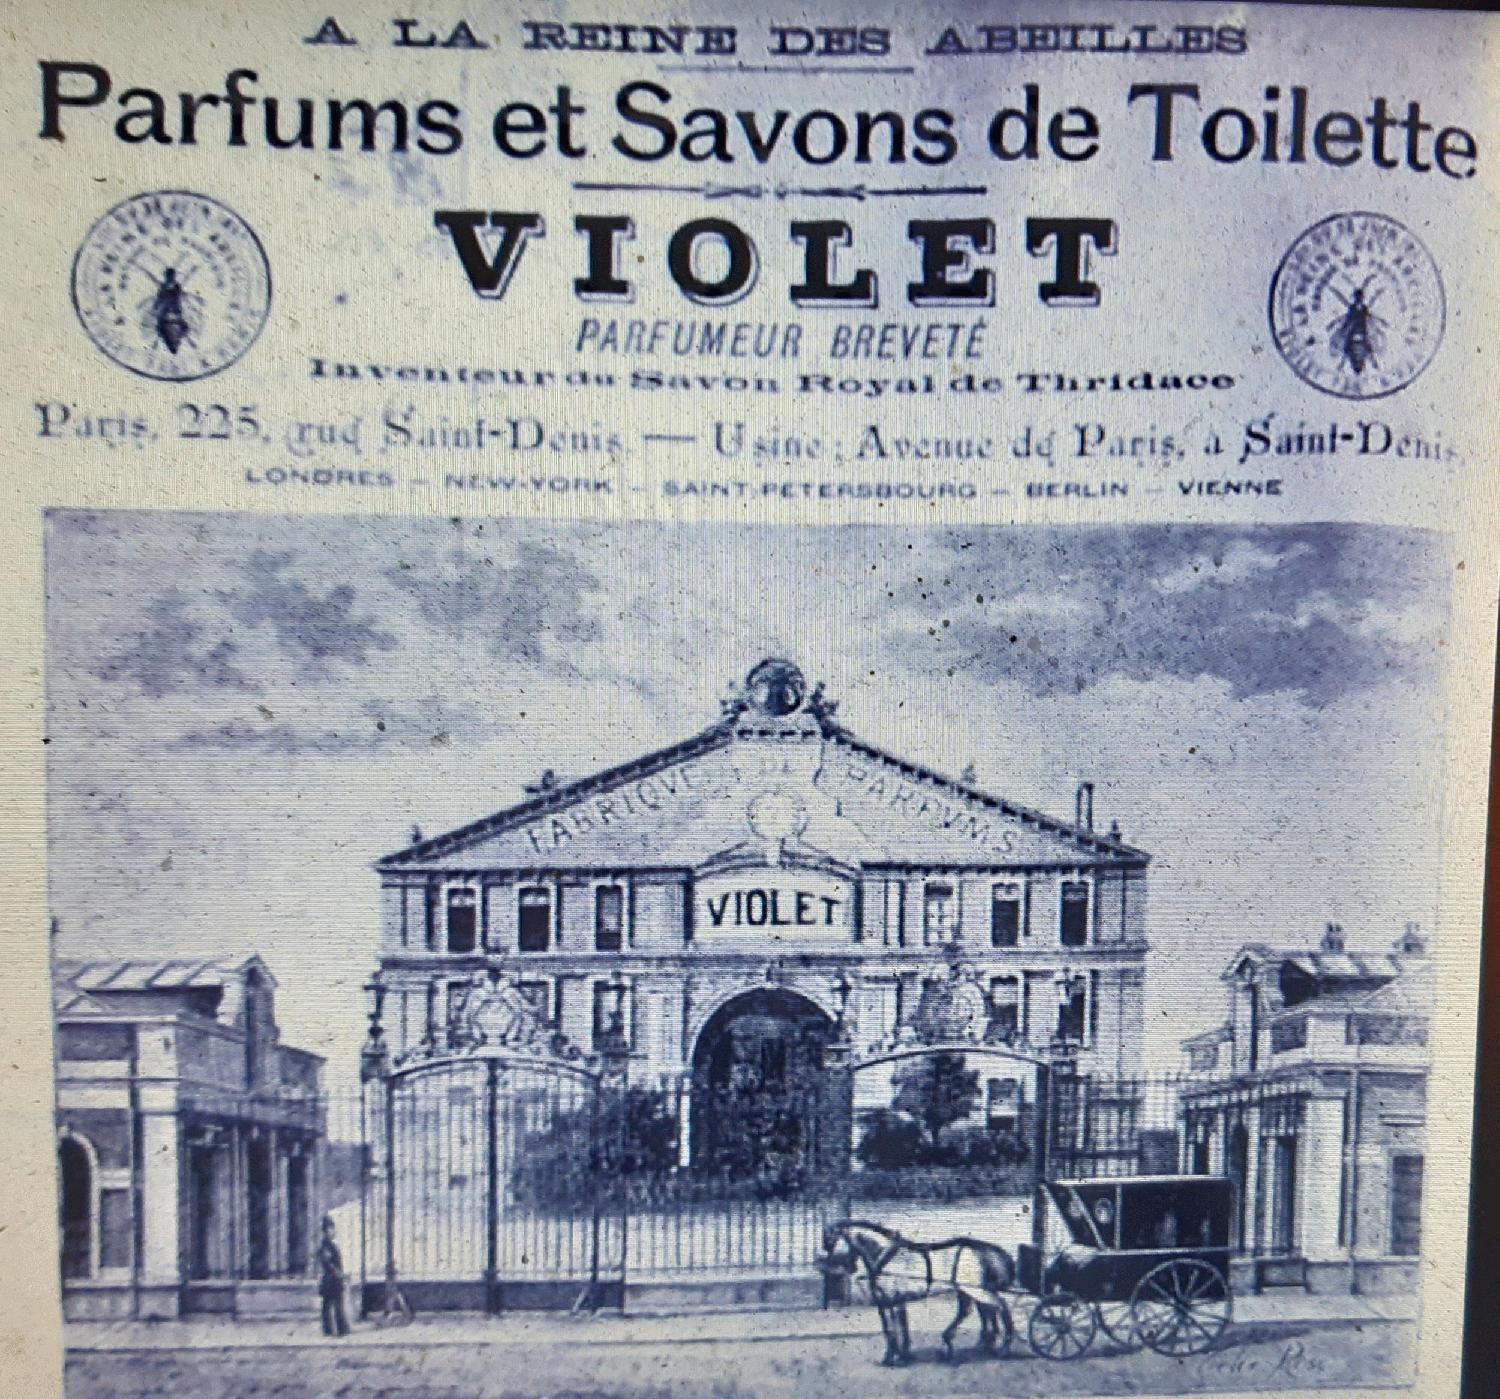 A LA REINE DES ABEILLES
Parfums et Savons de Toilette
VIOLET
PARFUMEUR BREVETÉ
Inventeur du Savon Royal de Thridace
Paris, 225, rue Saint-Denis. — Usine: Avenue de Paris, à Saint-Denis.
LONDRES – NEW-YORK – SAINT-PETERSBOURG – BERLIN – VIENNE
FABRIQVE DE PARFVMS
VIOLET